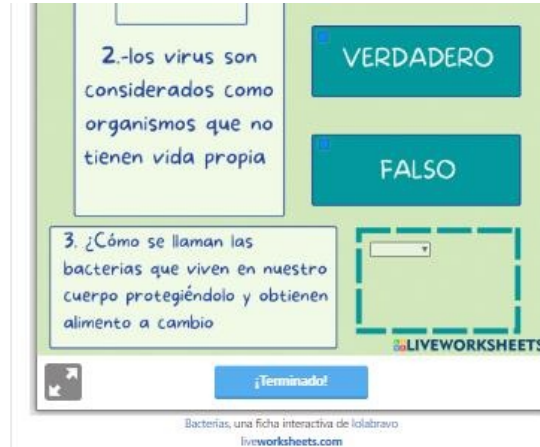 2.-los virus son
considerados como
organismos que no
tienen vida propia
VERDADERO
FALSO
3. ¿Cómo se llaman las
bacterias que viven en nuestro
cuerpo protegiéndolo y obtienen
alimento a cambio
LIVEWORKSHEETS
¡Terminado!
Bacterias, una ficha interactiva de lolabravo
liveworksheets.com